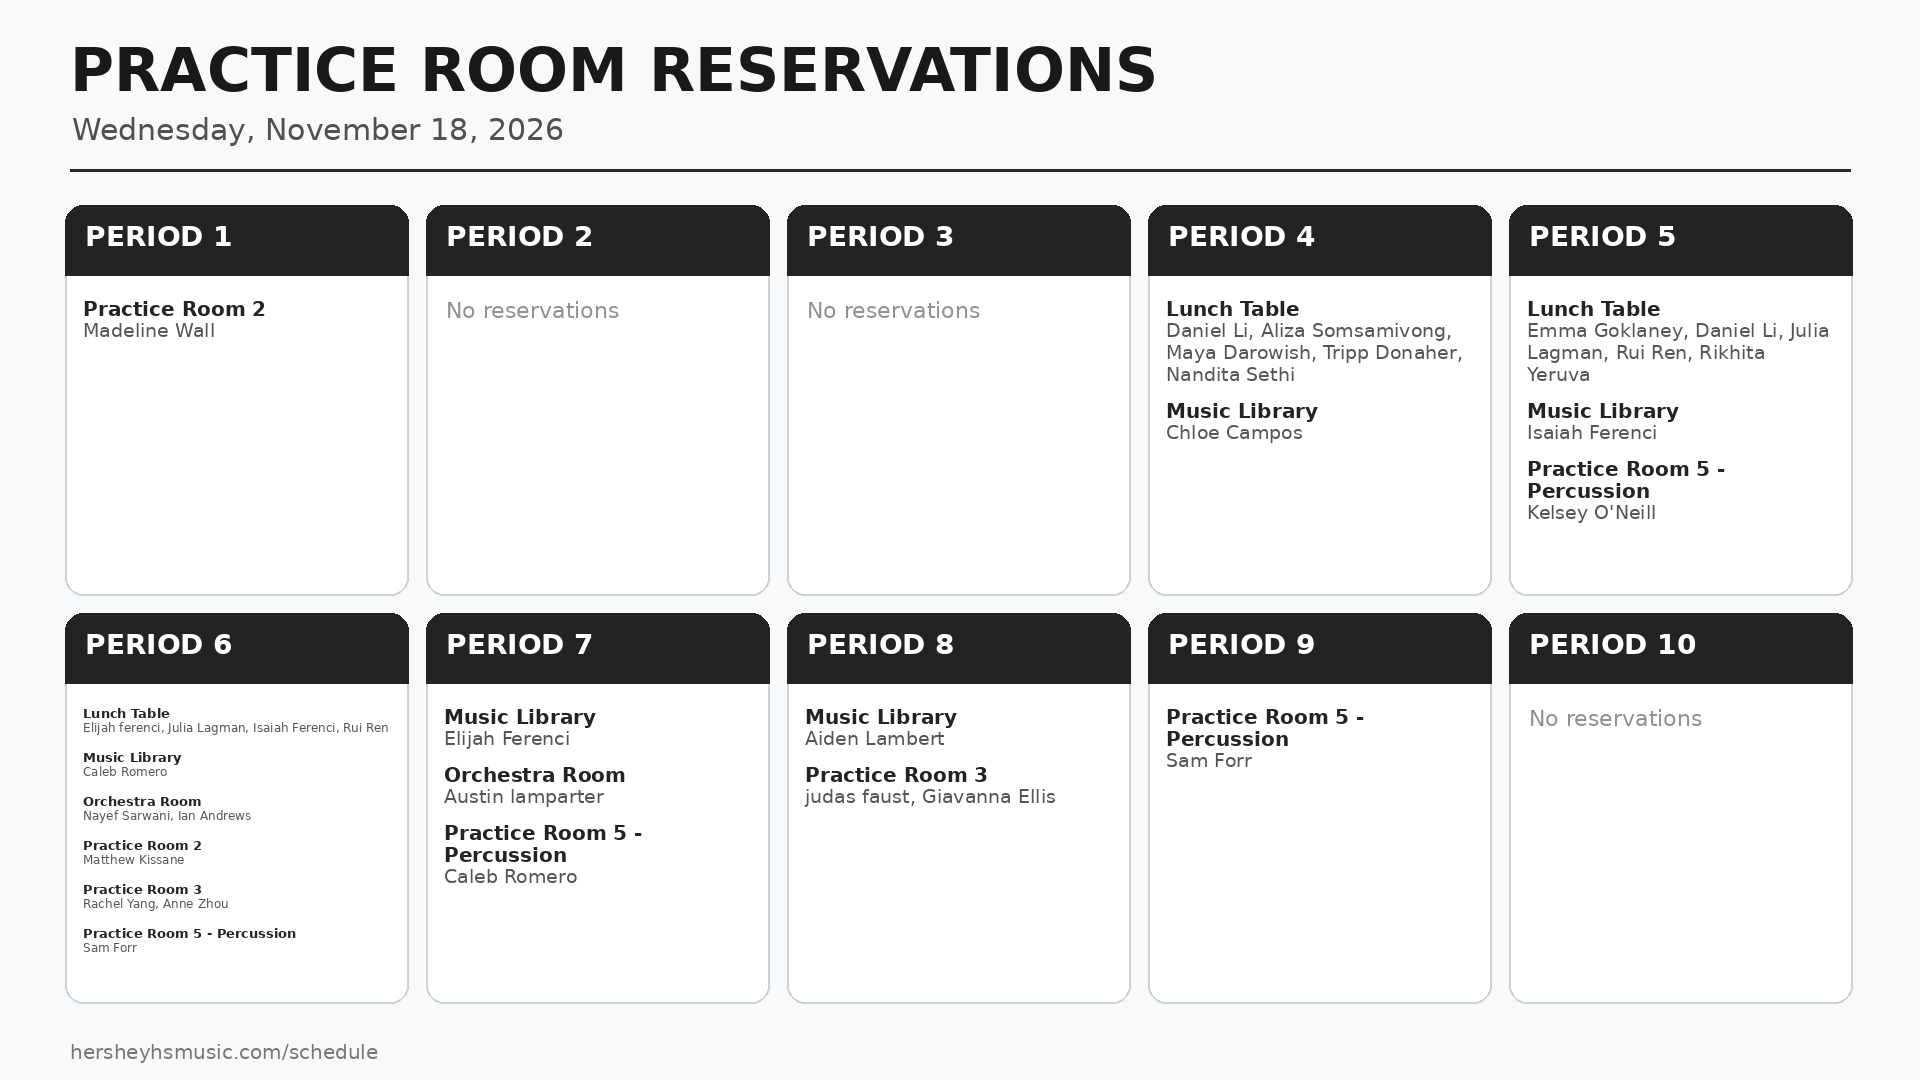 PRACTICE ROOM RESERVATIONS
Wednesday, November 18, 2026
PERIOD 1
Practice Room 2
Madeline Wall
PERIOD 2
No reservations
PERIOD 3
No reservations
PERIOD 4
Lunch Table
Daniel Li, Aliza Somsamivong,
Maya Darowish, Tripp Donaher,
Nandita Sethi
Music Library
Chloe Campos
PERIOD 5
Lunch Table
Emma Goklaney, Daniel Li, Julia
Lagman, Rui Ren, Rikhita
Yeruva
Music Library
Isaiah Ferenci
Practice Room 5 -
Percussion
Kelsey O'Neill
PERIOD 6
Lunch Table
Elijah ferenci, Julia Lagman, Isaiah Ferenci, Rui Ren
Music Library
Caleb Romero
Orchestra Room
Nayef Sarwani, Ian Andrews
Practice Room 2
Matthew Kissane
Practice Room 3
Rachel Yang, Anne Zhou
Practice Room 5 - Percussion
Sam Forr
PERIOD 7
Music Library
Elijah Ferenci
Orchestra Room
Austin lamparter
Practice Room 5 -
Percussion
Caleb Romero
PERIOD 8
Music Library
Aiden Lambert
Practice Room 3
judas faust, Giavanna Ellis
PERIOD 9
Practice Room 5 -
Percussion
Sam Forr
PERIOD 10
No reservations
hersheyhsmusic.com/schedule